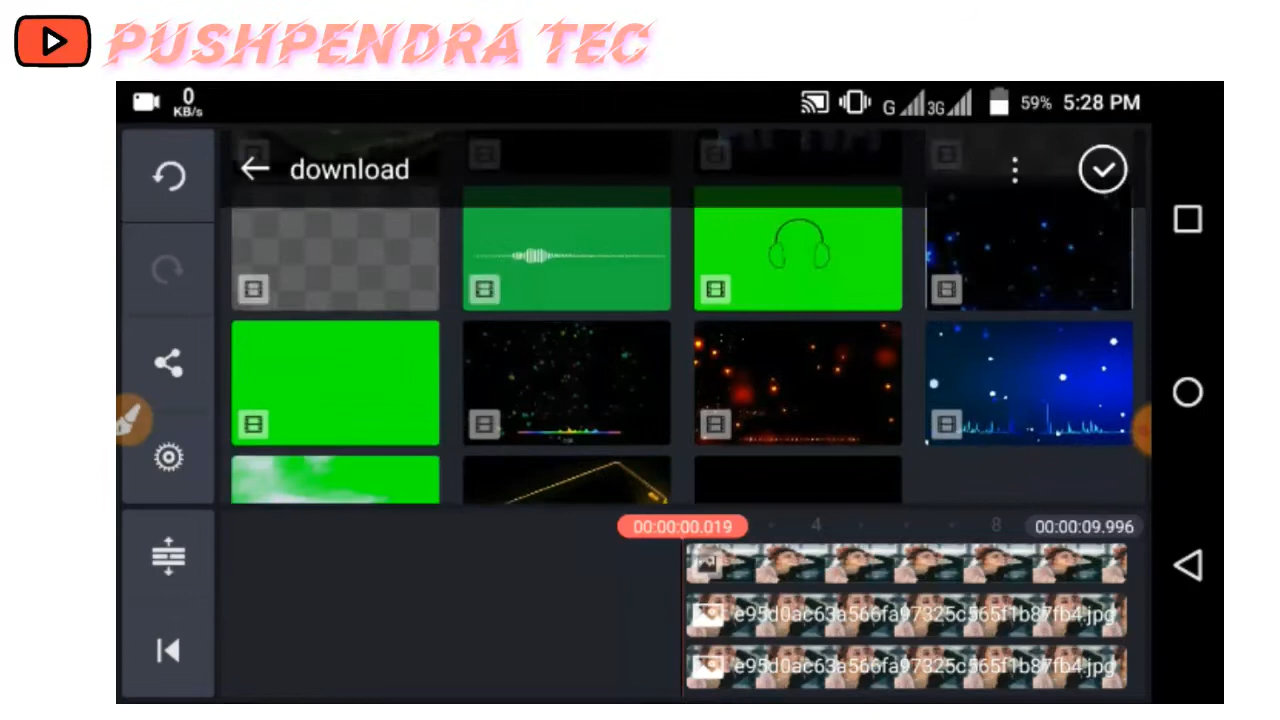 PUSHPENDRA TEC
0
KB/s
G
3G
59%
5:28 PM
download
00:00:00.019
4
8
00:00:09.996
e95d0ac63a566fa97325c565f1b87fb4.jpg
e95d0ac63a566fa97325c565f1b87fb4.jpg